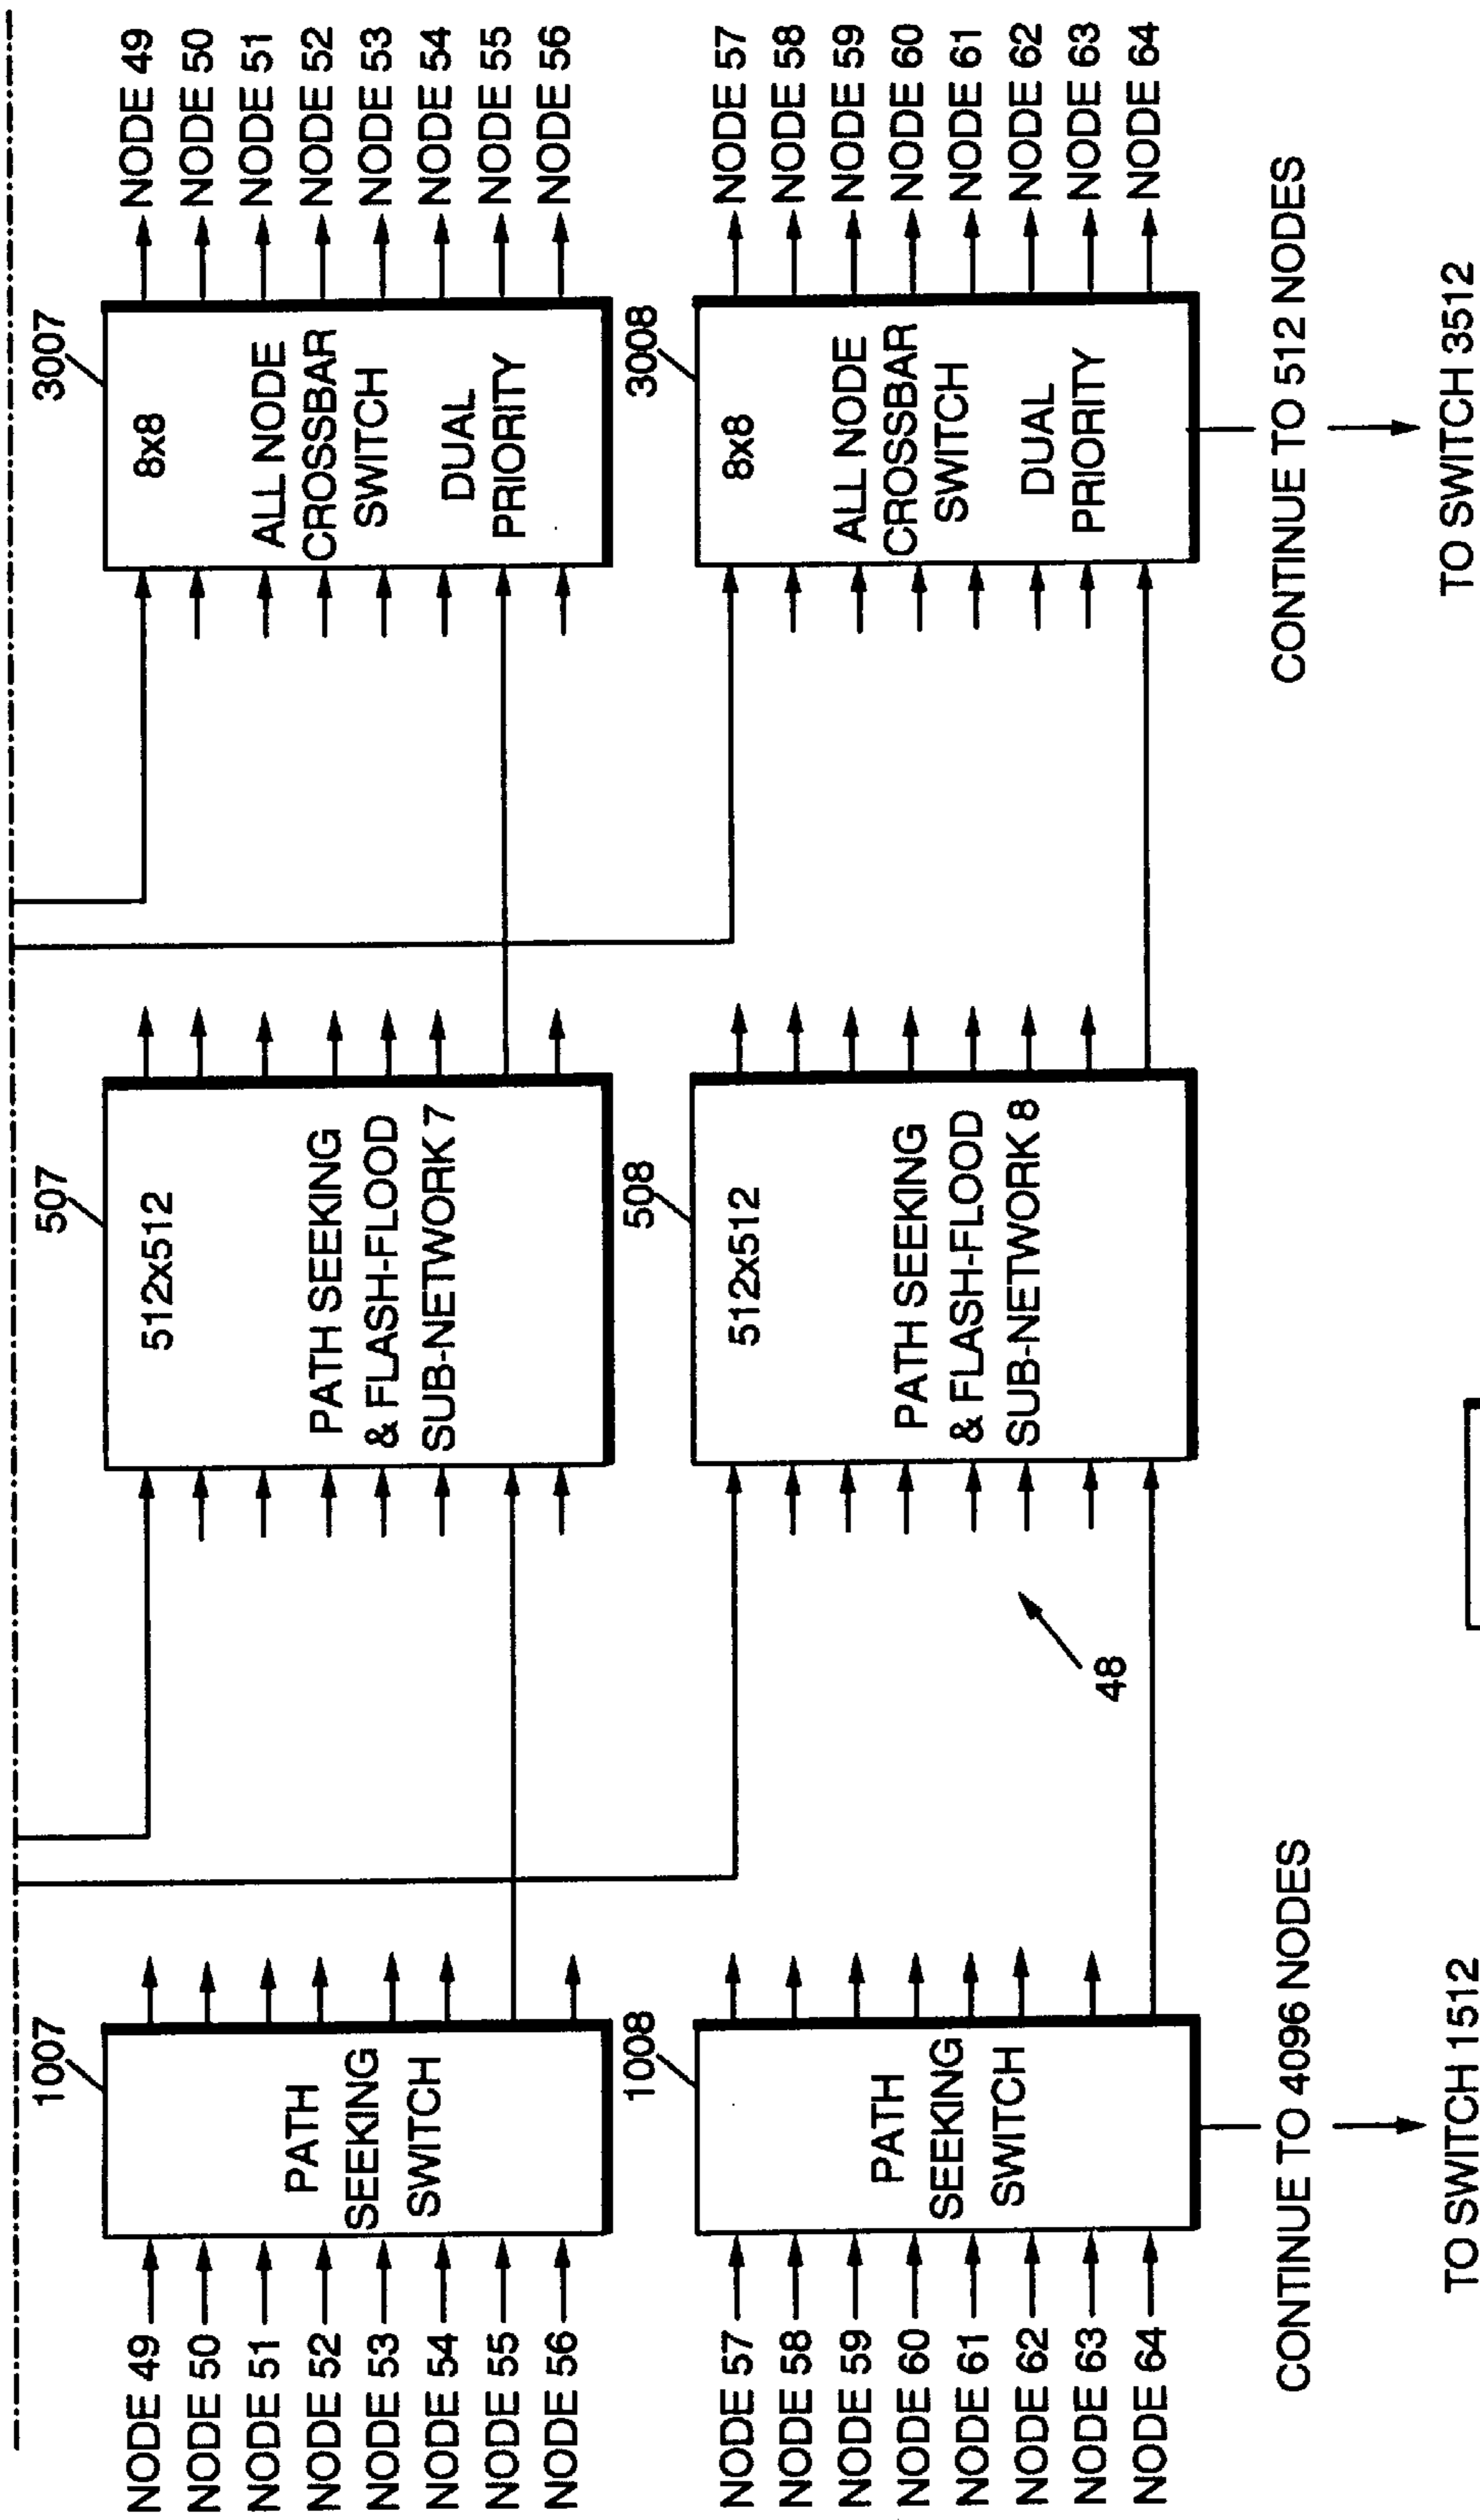 NODE 49
NODE 50
NODE 51
NODE 52
NODE 53
NODE 54
NODE 55
NODE 56
1007
PATH
SEEKING
SWITCH
507
512x512
PATH SEEKING
& FLASH-FLOOD
SUB-NETWORK 7
3007
8x8
ALL NODE
CROSSBAR
SWITCH
DUAL
PRIORITY
NODE 49
NODE 50
NODE 51
NODE 52
NODE 53
NODE 54
NODE 55
NODE 56
NODE 57
NODE 58
NODE 59
NODE 60
NODE 61
NODE 62
NODE 63
NODE 64
1008
PATH
SEEKING
SWITCH
48
508
512x512
PATH SEEKING
& FLASH-FLOOD
SUB-NETWORK 8
3008
8x8
ALL NODE
CROSSBAR
SWITCH
DUAL
PRIORITY
NODE 57
NODE 58
NODE 59
NODE 60
NODE 61
NODE 62
NODE 63
NODE 64
CONTINUE TO 4096 NODES
TO SWITCH 1512
CONTINUE TO 512 NODES
TO SWITCH 3512